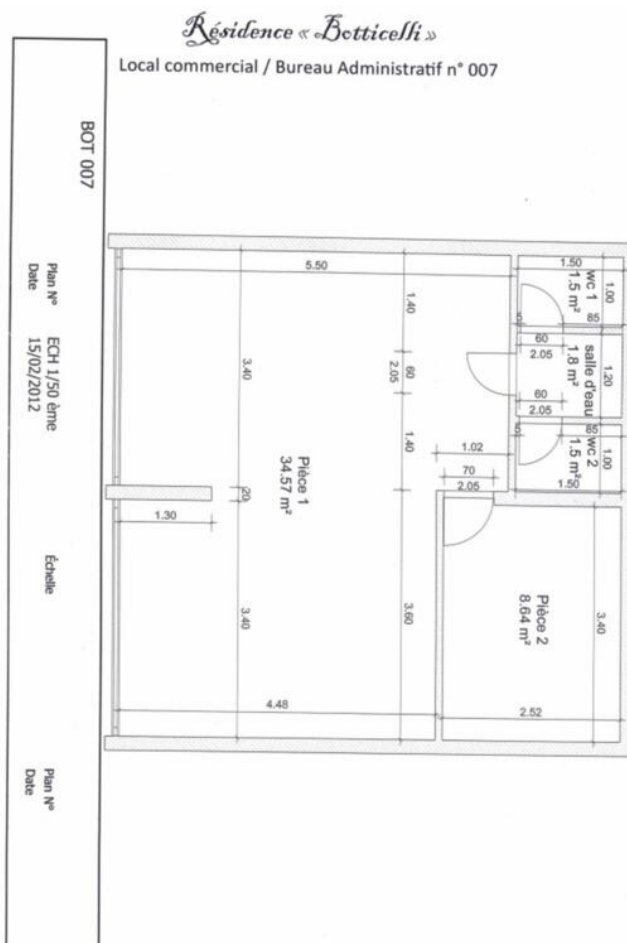 Résidence « Botticelli »
Local commercial / Bureau Administratif n° 007
BOT 007
Plan N°
Date
ECH 1/50 ème
15/02/2012
Échelle
Plan N°
Date
5.50
1.50
1.00
wc 1
1.5 m²
85
60
2.05
salle d'eau
1.8 m²
1.20
60
2.05
85
wc 2
1.5 m²
1.00
1.50
1.40
60
2.05
1.40
3.40
1.02
70
2.05
Pièce 1
34.57 m²
20
1.30
3.40
3.60
Pièce 2
8.64 m²
3.40
4.48
2.52